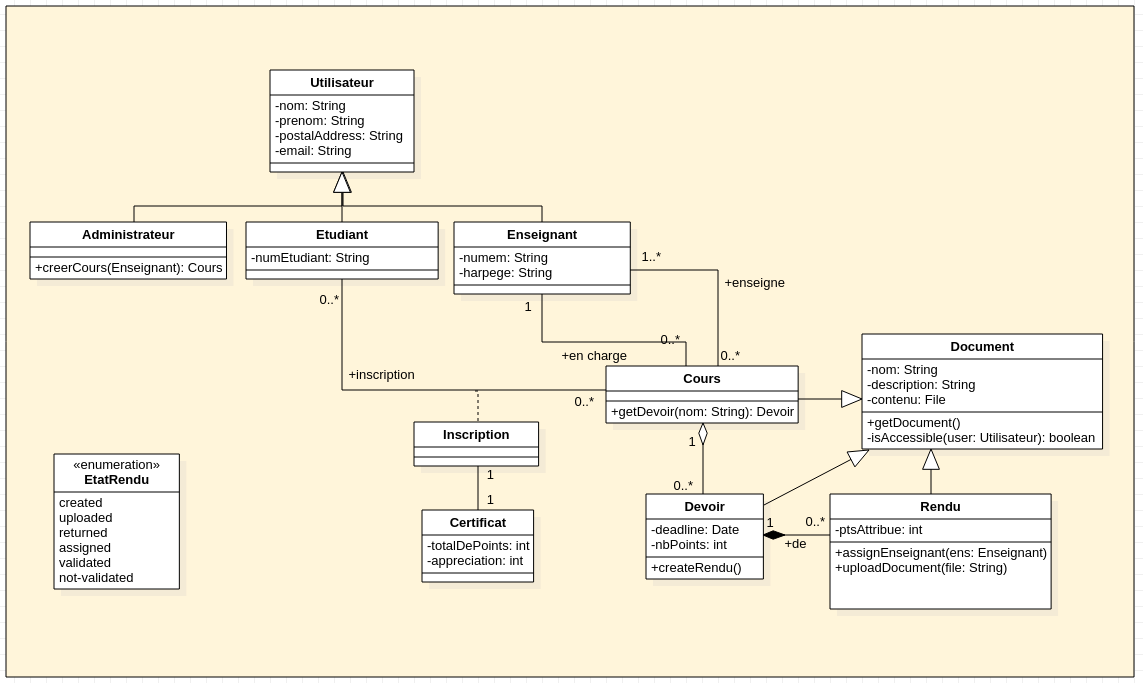 Utilisateur
-nom: String
-prenom: String
-postalAddress: String
-email: String
Administrateur
+creerCours(Enseignant): Cours
Etudiant
-numEtudiant: String
Enseignant
-numem: String
-harpege: String
1..*
+enseigne
0..*
1
0..*
+en charge
0..*
+inscription
0..*
Cours
+getDevoir(nom: String): Devoir
Document
-nom: String
-description: String
-contenu: File
+getDocument()
-isAccessible(user: Utilisateur): boolean
Inscription
1
1
Certificat
-totalDePoints: int
-appreciation: int
«enumeration»
EtatRendu
created
uploaded
returned
assigned
validated
not-validated
1
0..*
Devoir
-deadline: Date
-nbPoints: int
+createRendu()
1
0..*
+de
Rendu
-ptsAttribue: int
+assignEnseignant(ens: Enseignant)
+uploadDocument(file: String)